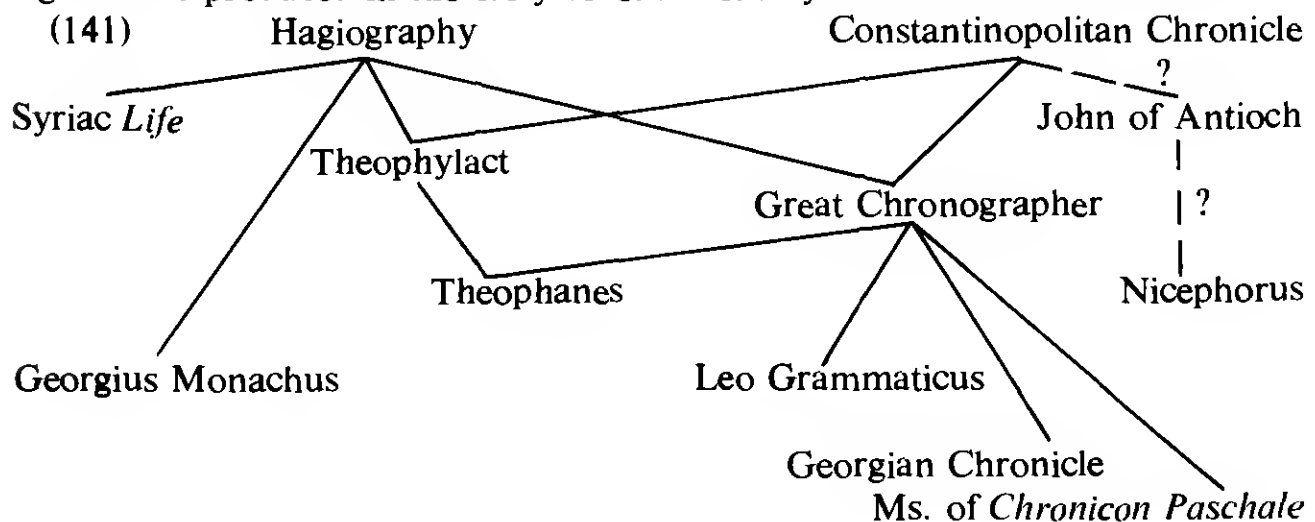 (141) Hagiography Constantinopolitan Chronicle
?
Syriac Life John of Antioch
Theophylact
Great Chronographer ?
Theophanes Nicephorus
Georgius Monachus Leo Grammaticus
Georgian Chronicle
Ms. of Chronicon Paschale